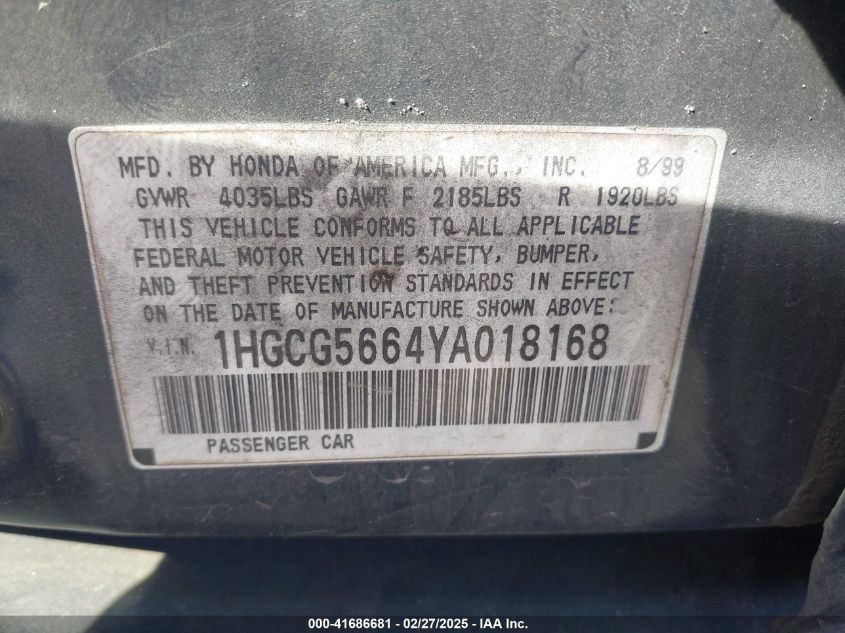 MFD. BY HONDA OF AMERICA MFG., INC. 8/99
GVWR 4035LBS GAWR F 2185LBS R 1920LBS
THIS VEHICLE CONFORMS TO ALL APPLICABLE
FEDERAL MOTOR VEHICLE SAFETY, BUMPER,
AND THEFT PREVENTION STANDARDS IN EFFECT
ON THE DATE OF MANUFACTURE SHOWN ABOVE:
V.I.N. 1HGCG5664YA018168
PASSENGER CAR
000-41686681 - 02/27/2025 - IAA Inc.